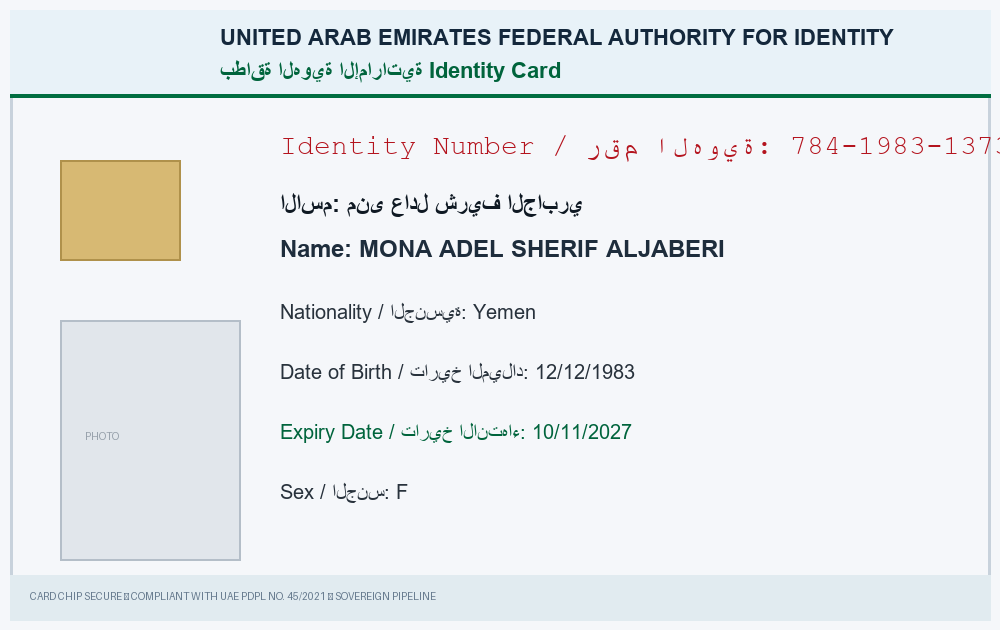 UNITED ARAB EMIRATES FEDERAL AUTHORITY FOR IDENTITY
بطاقة الهوية الإماراتية Identity Card
Identity Number / رقم الهوية: 784-1983-1373
الاسم: منى عادل شريف الجابري
Name: MONA ADEL SHERIF ALJABERI
Nationality / الجنسية: Yemen
Date of Birth / تاريخ الميلاد: 12/12/1983
Expiry Date / تاريخ الانتهاء: 10/11/2027
Sex / الجنس: F
PHOTO
CARD CHIP SECURE COMPLIANT WITH UAE PDPL NO. 45/2021 SOVEREIGN PIPELINE